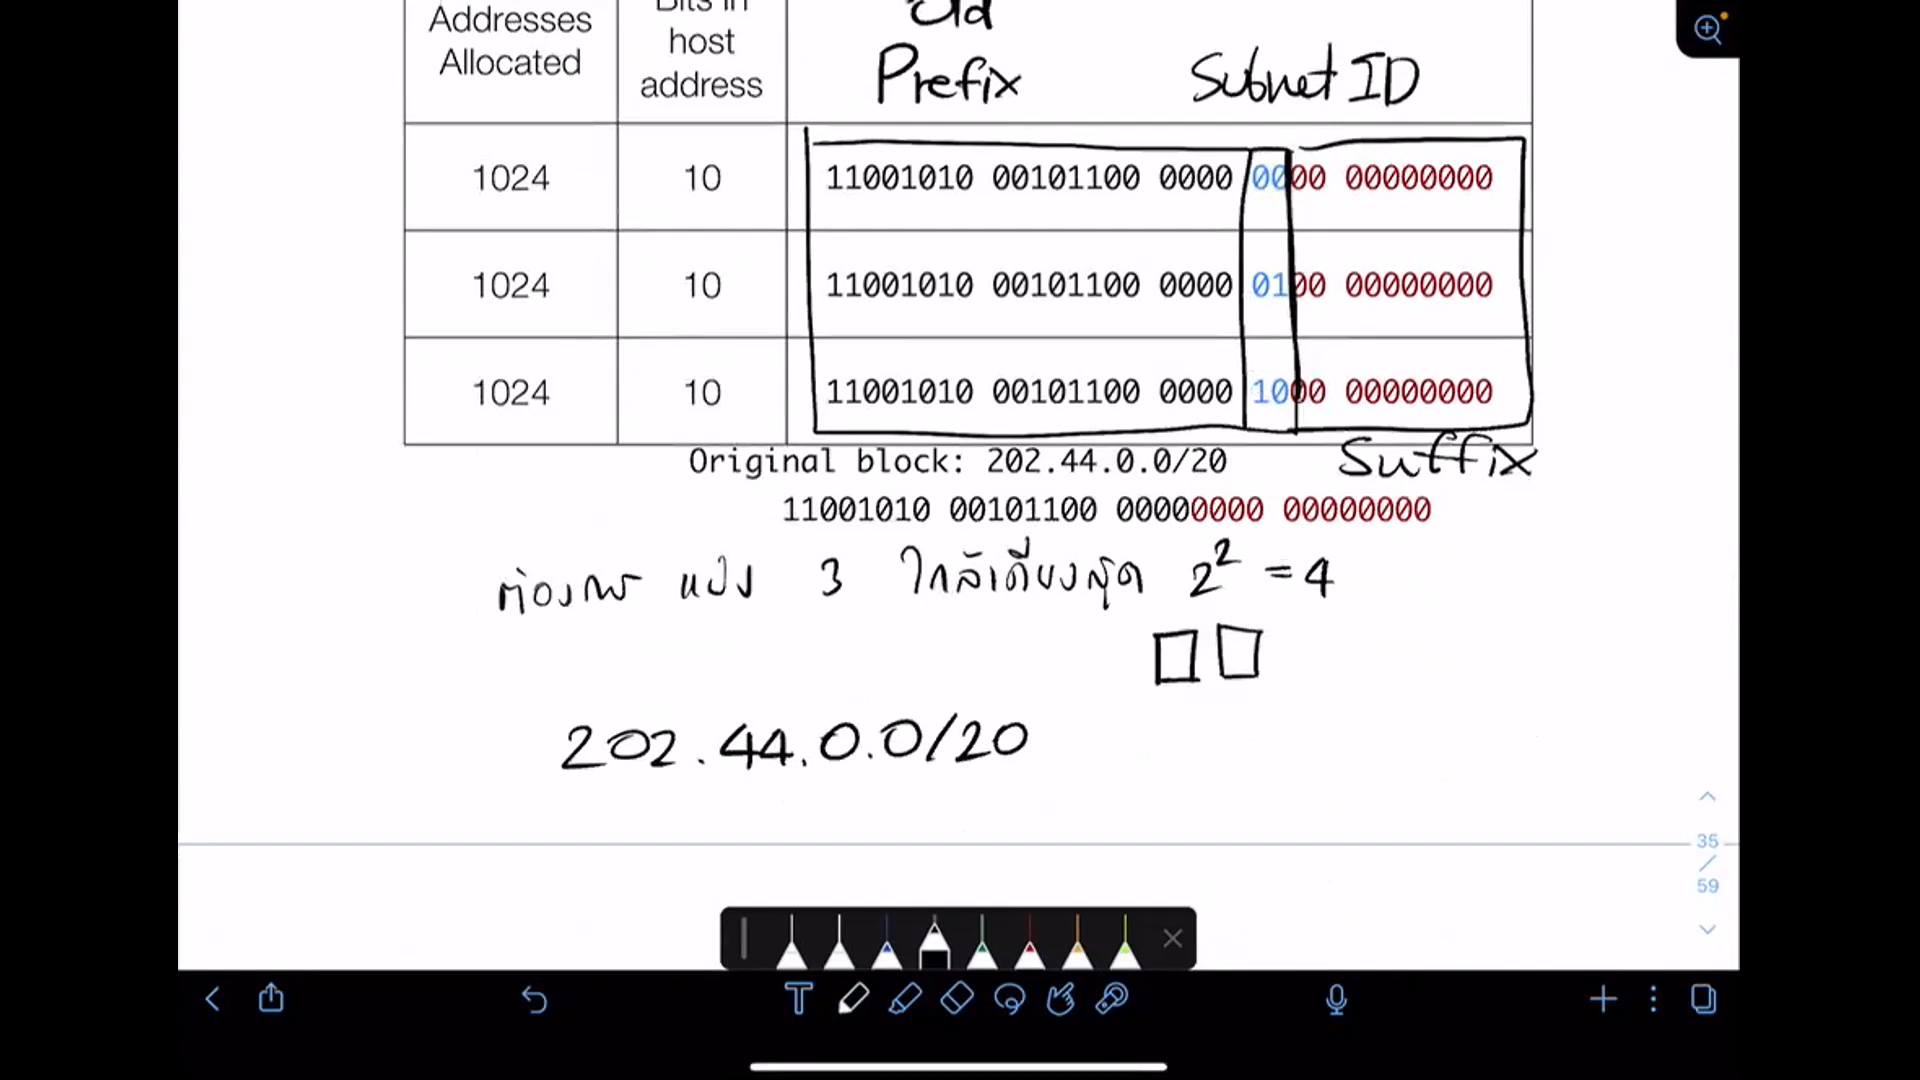 Addresses
Allocated
Bits in
host
address
Old
Prefix
Subnet ID
1024 10 11001010 00101100 0000 0000 00000000
1024 10 11001010 00101100 0000 0100 00000000
1024 10 11001010 00101100 0000 1000 00000000
Original block: 202.44.0.0/20
Suffix
11001010 00101100 00000000 00000000
ต้องการ แบ่ง 3 ใกล้เคียงสุด 2² = 4
202.44.0.0/20
35
/
59
T